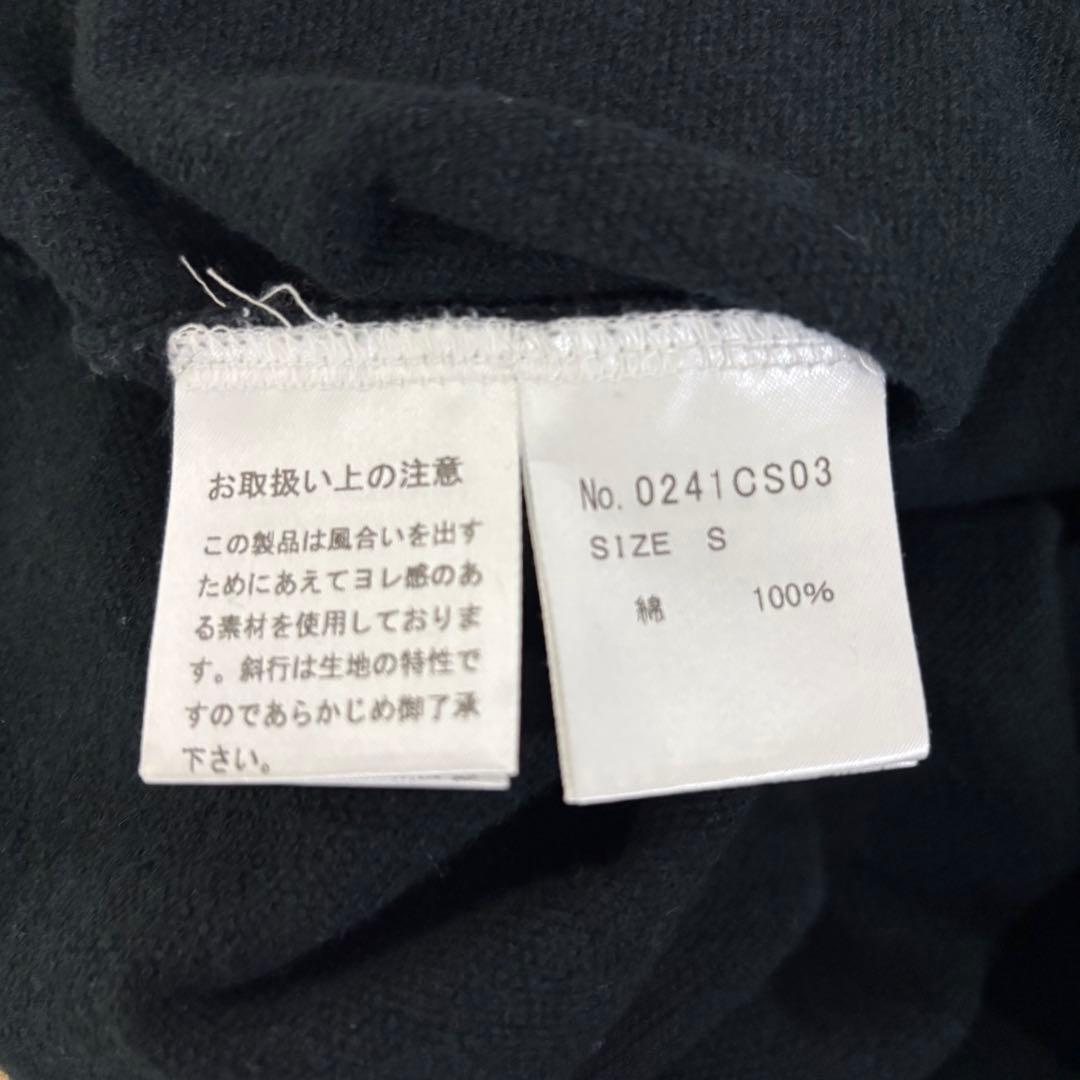 お取扱い上の注意
この製品は風合いを出す
ためにあえてヨレ感のあ
る素材を使用しておりま
す。斜行は生地の特性で
すのであらかじめ御了承
下さい。
No. 0241CS03
SIZE S
綿 100%